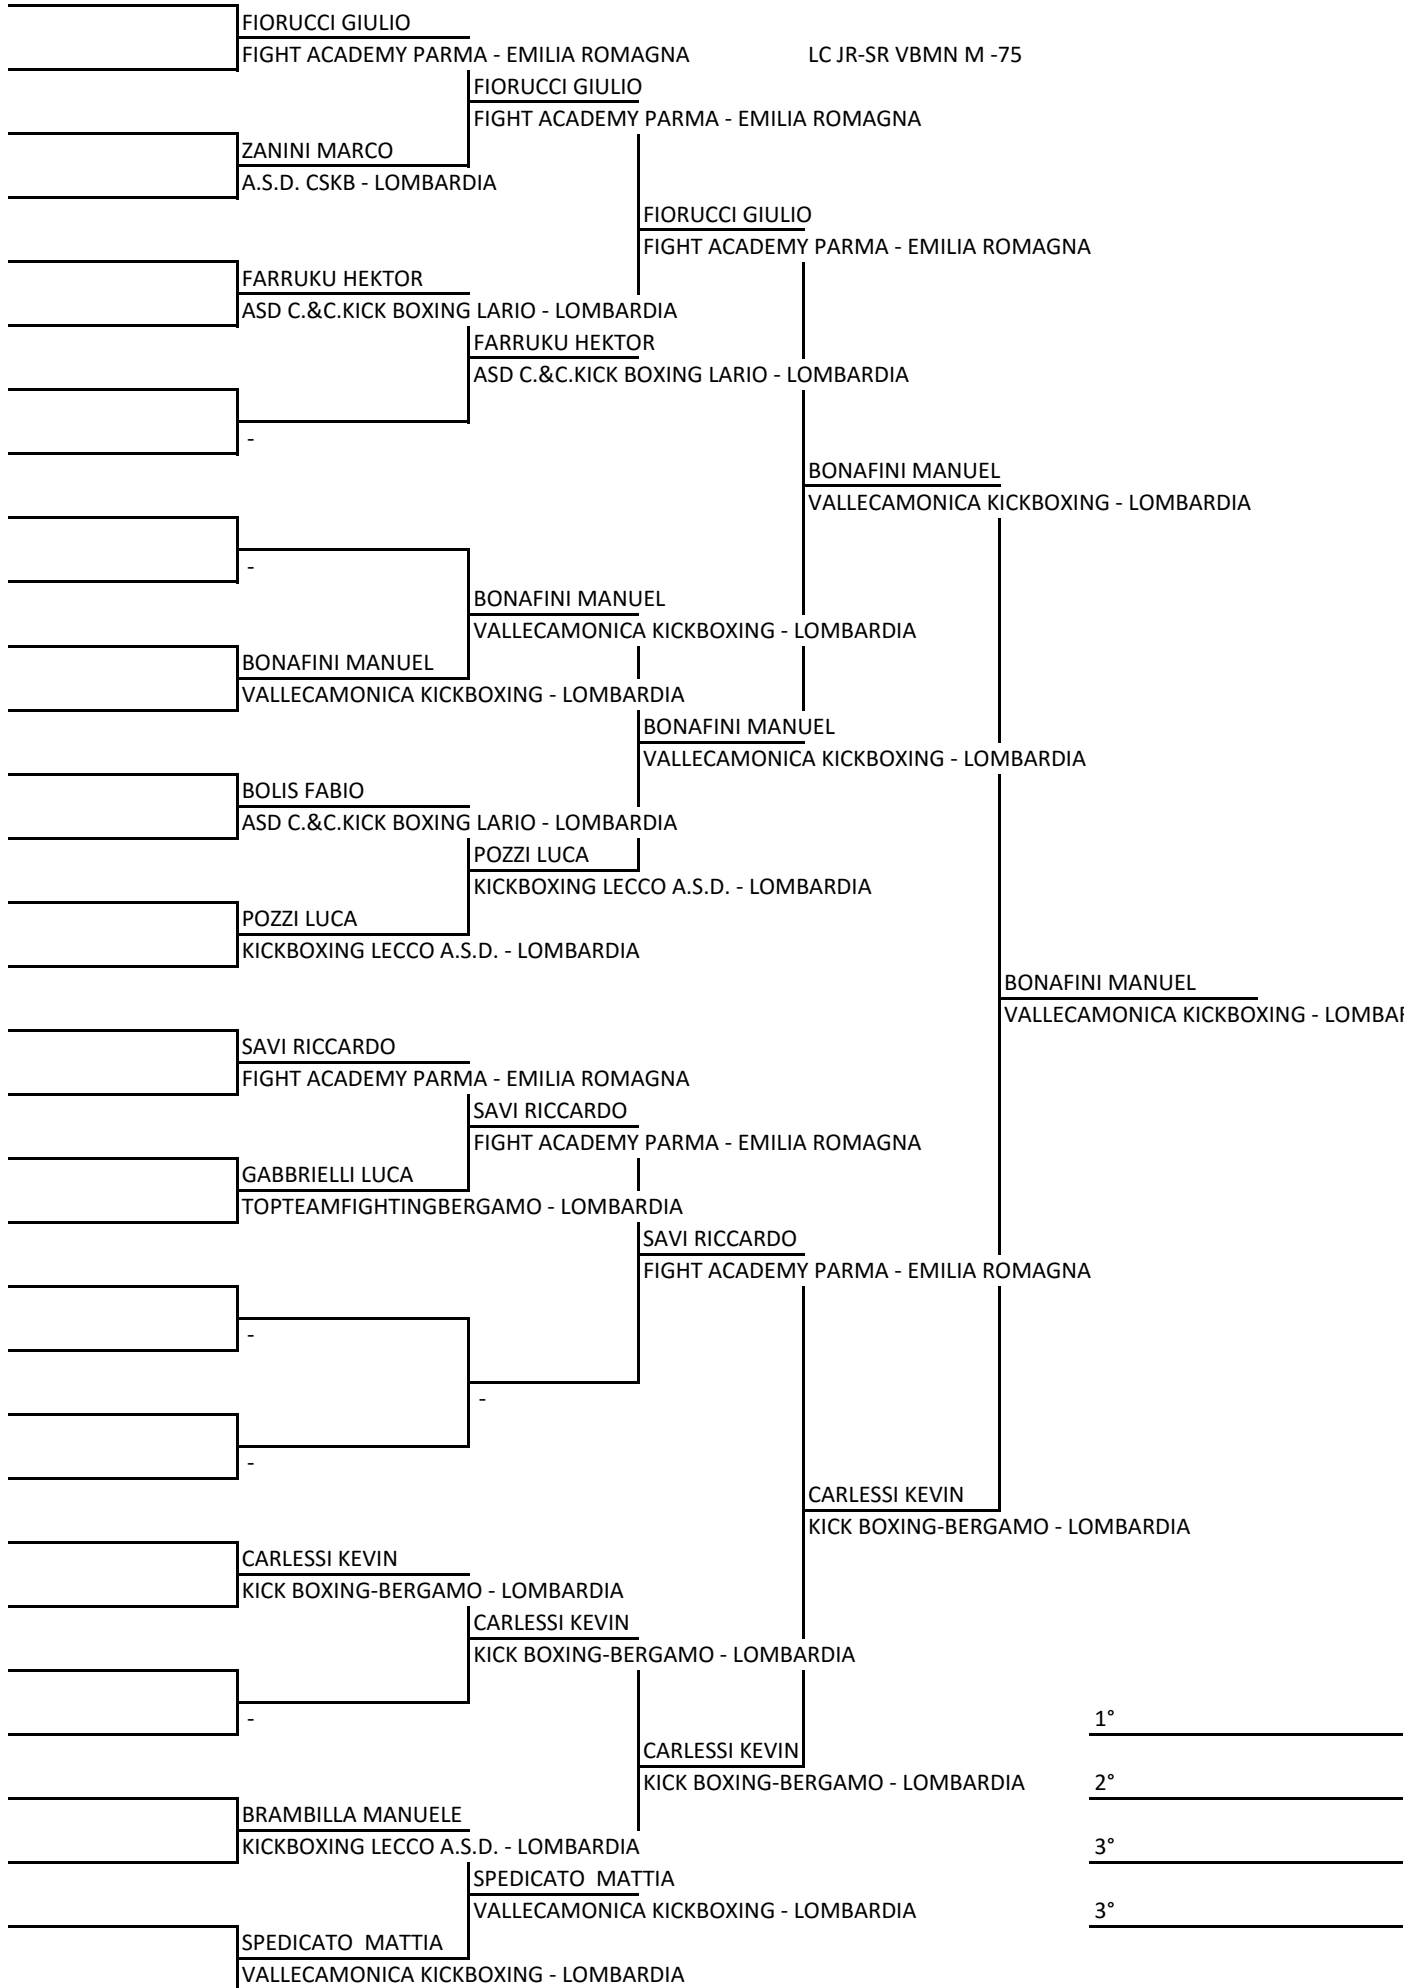 FIORUCCI GIULIO
FIGHT ACADEMY PARMA - EMILIA ROMAGNA
LC JR-SR VBMN M -75
FIORUCCI GIULIO
FIGHT ACADEMY PARMA - EMILIA ROMAGNA
ZANINI MARCO
A.S.D. CSKB - LOMBARDIA
FIORUCCI GIULIO
FIGHT ACADEMY PARMA - EMILIA ROMAGNA
FARRUKU HEKTOR
ASD C.&C.KICK BOXING LARIO - LOMBARDIA
FARRUKU HEKTOR
ASD C.&C.KICK BOXING LARIO - LOMBARDIA
-
BONAFINI MANUEL
VALLECAMONICA KICKBOXING - LOMBARDIA
-
BONAFINI MANUEL
VALLECAMONICA KICKBOXING - LOMBARDIA
BONAFINI MANUEL
VALLECAMONICA KICKBOXING - LOMBARDIA
BONAFINI MANUEL
VALLECAMONICA KICKBOXING - LOMBARDIA
BOLIS FABIO
ASD C.&C.KICK BOXING LARIO - LOMBARDIA
POZZI LUCA
KICKBOXING LECCO A.S.D. - LOMBARDIA
POZZI LUCA
KICKBOXING LECCO A.S.D. - LOMBARDIA
BONAFINI MANUEL
VALLECAMONICA KICKBOXING - LOMBAR
SAVI RICCARDO
FIGHT ACADEMY PARMA - EMILIA ROMAGNA
SAVI RICCARDO
FIGHT ACADEMY PARMA - EMILIA ROMAGNA
GABBRIELLI LUCA
TOPTEAMFIGHTINGBERGAMO - LOMBARDIA
SAVI RICCARDO
FIGHT ACADEMY PARMA - EMILIA ROMAGNA
-
-
-
CARLESSI KEVIN
KICK BOXING-BERGAMO - LOMBARDIA
CARLESSI KEVIN
KICK BOXING-BERGAMO - LOMBARDIA
CARLESSI KEVIN
KICK BOXING-BERGAMO - LOMBARDIA
-
1°
CARLESSI KEVIN
KICK BOXING-BERGAMO - LOMBARDIA
2°
BRAMBILLA MANUELE
KICKBOXING LECCO A.S.D. - LOMBARDIA
3°
SPEDICATO  MATTIA
VALLECAMONICA KICKBOXING - LOMBARDIA
3°
SPEDICATO  MATTIA
VALLECAMONICA KICKBOXING - LOMBARDIA